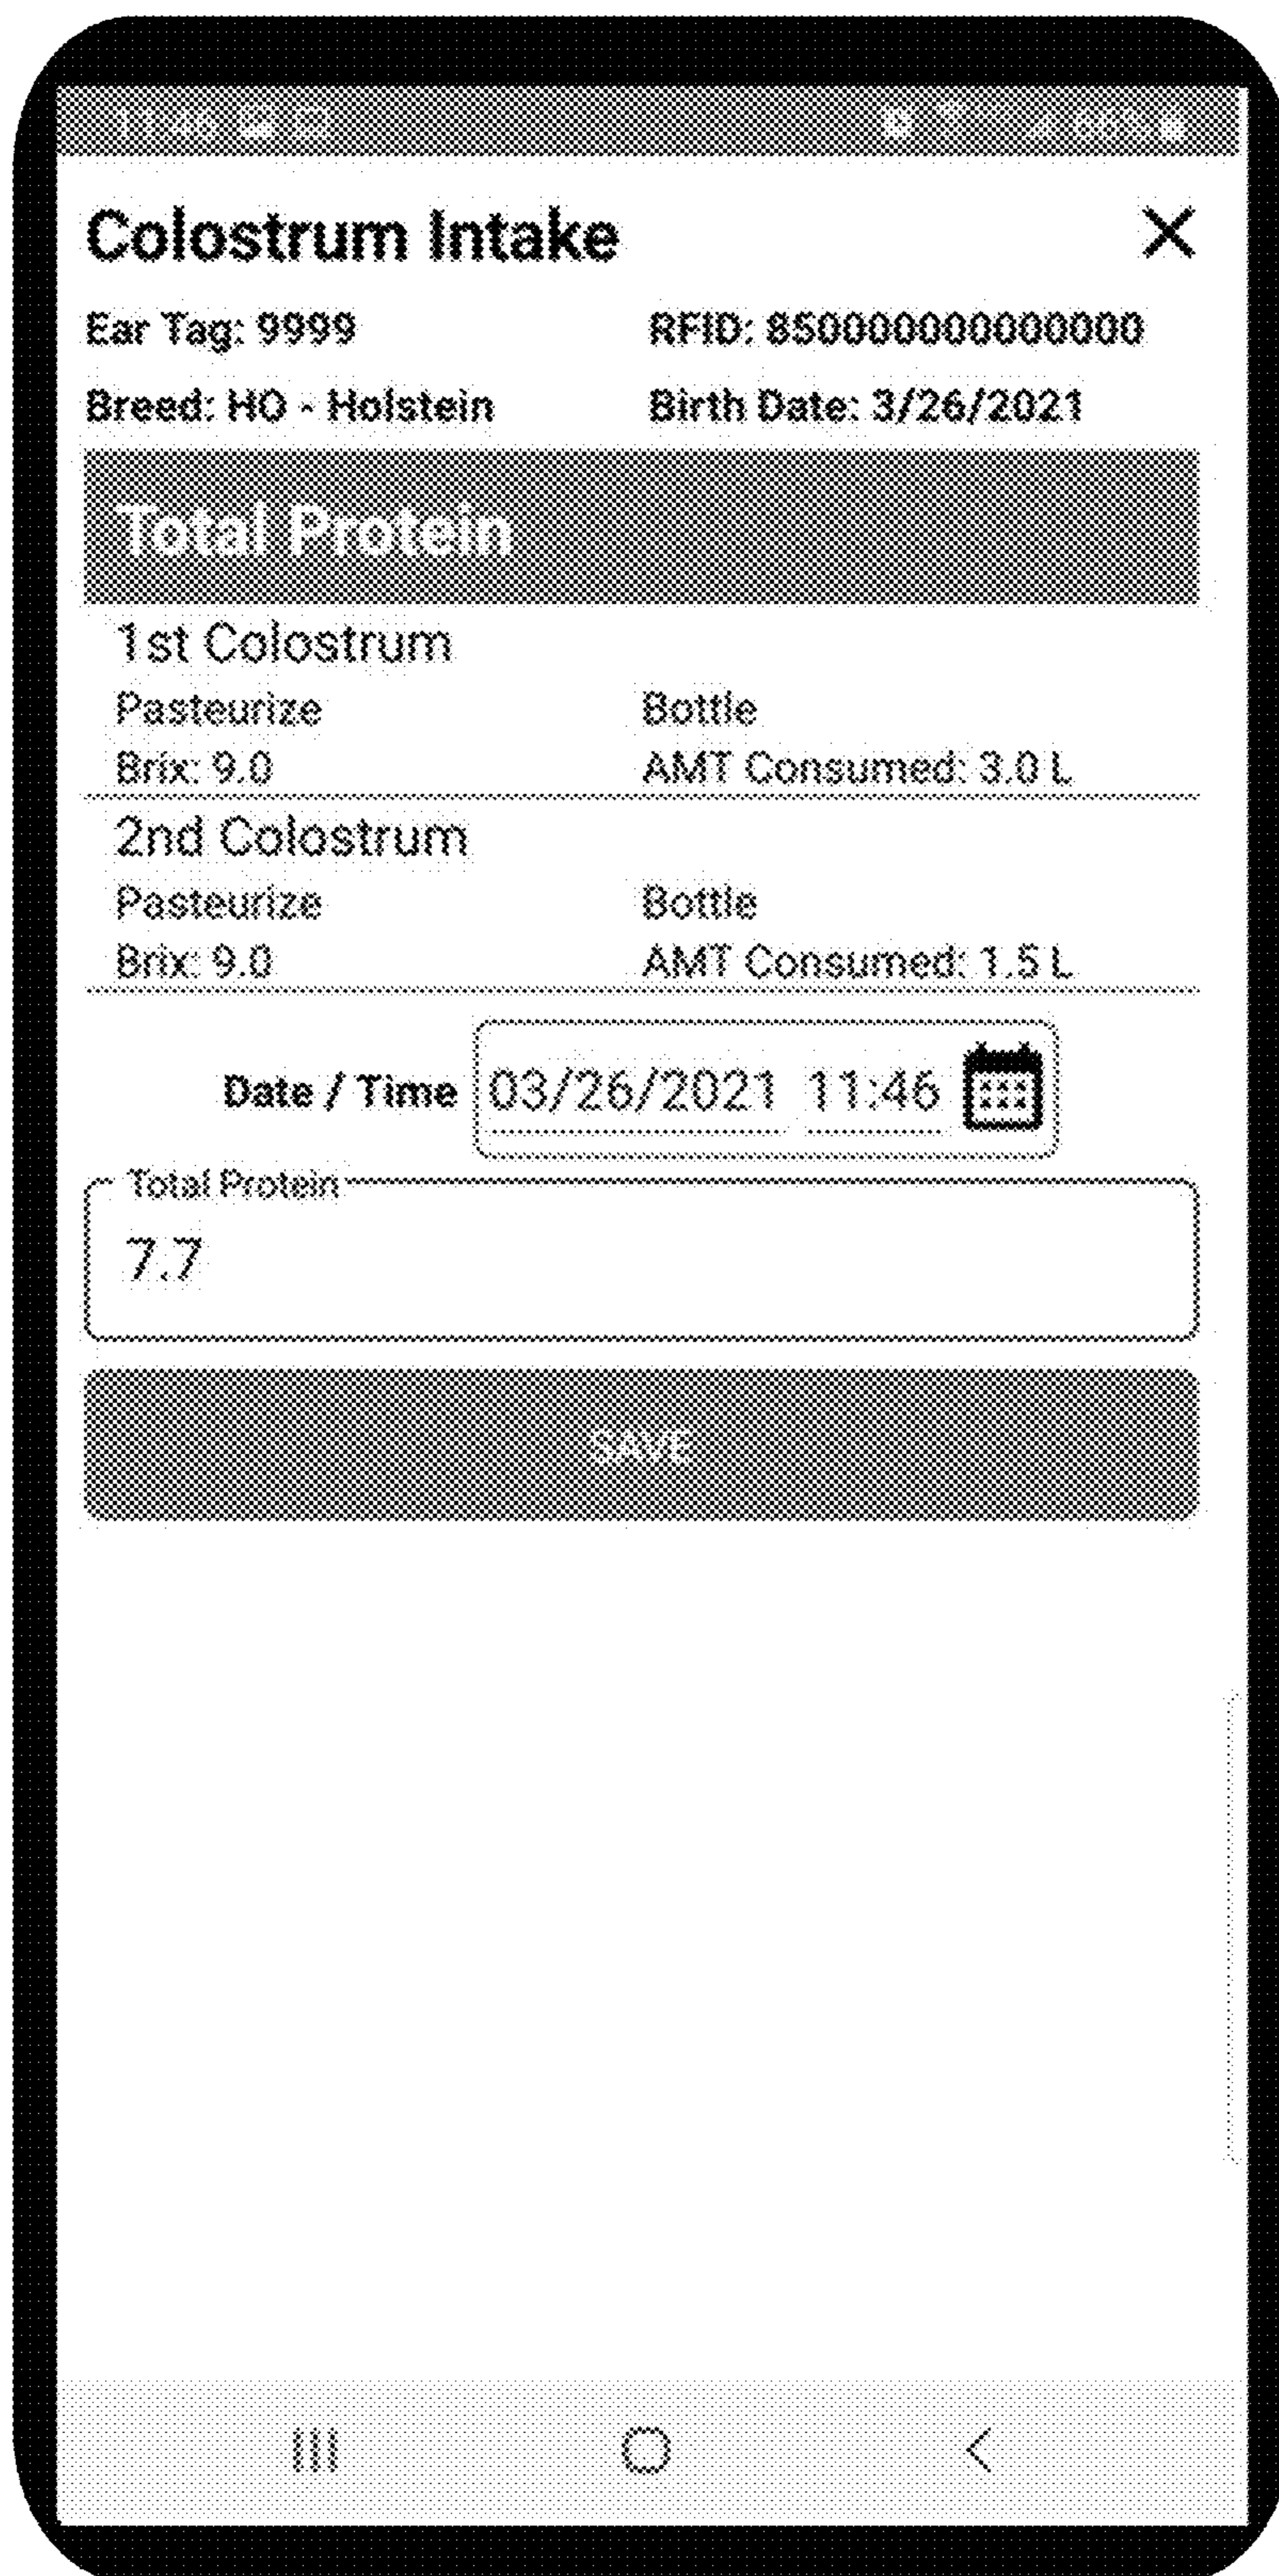 11:46
Colostrum Intake
Ear Tag: 9999 RFID: 850000000000000
Breed: HO - Holstein Birth Date: 3/26/2021
Total Protein
1st Colostrum
Pasteurize Bottle
Brix: 9.0 AMT Consumed: 3.0 L
2nd Colostrum
Pasteurize Bottle
Brix: 9.0 AMT Consumed: 1.5 L
Date / Time 03/26/2021 11:46
Total Protein
7.7
SAVE